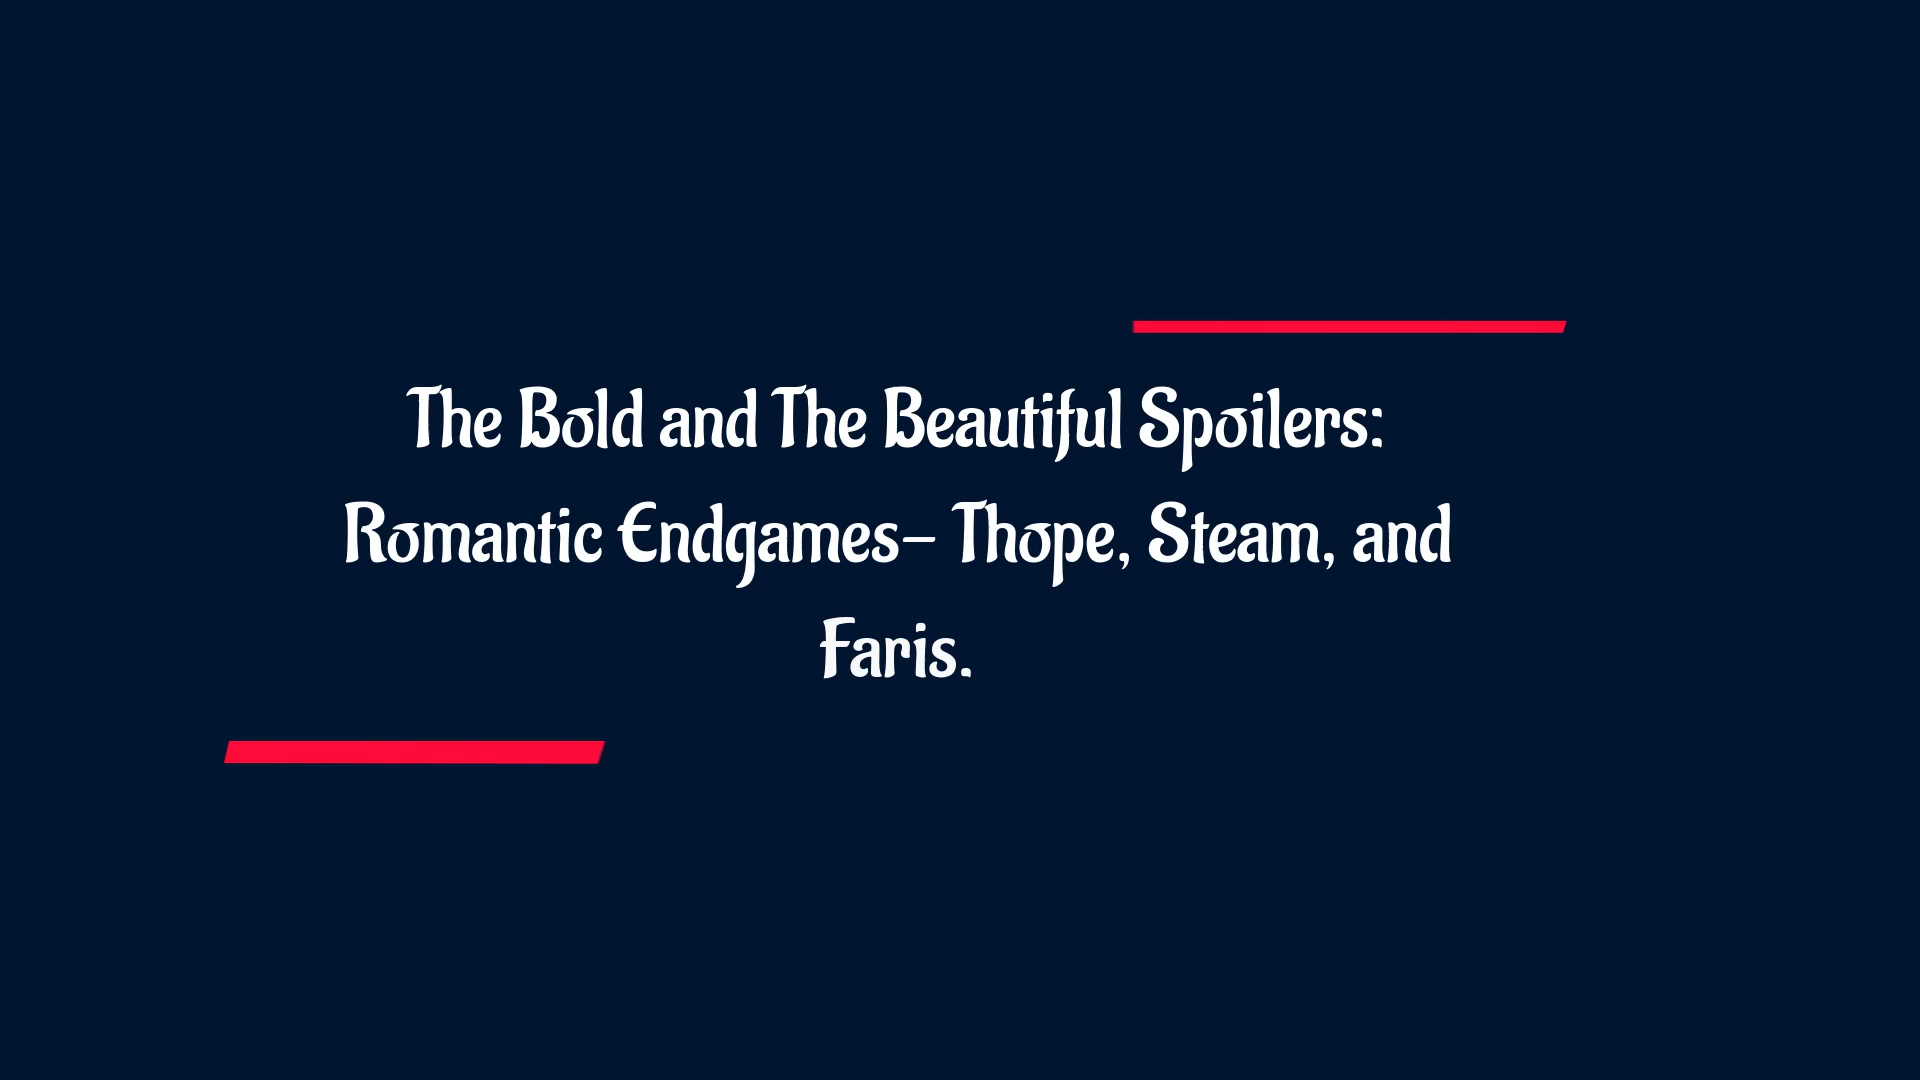 The Bold and The Beautiful Spoilers:
Romantic Endgames– Thope, Steam, and
Faris.